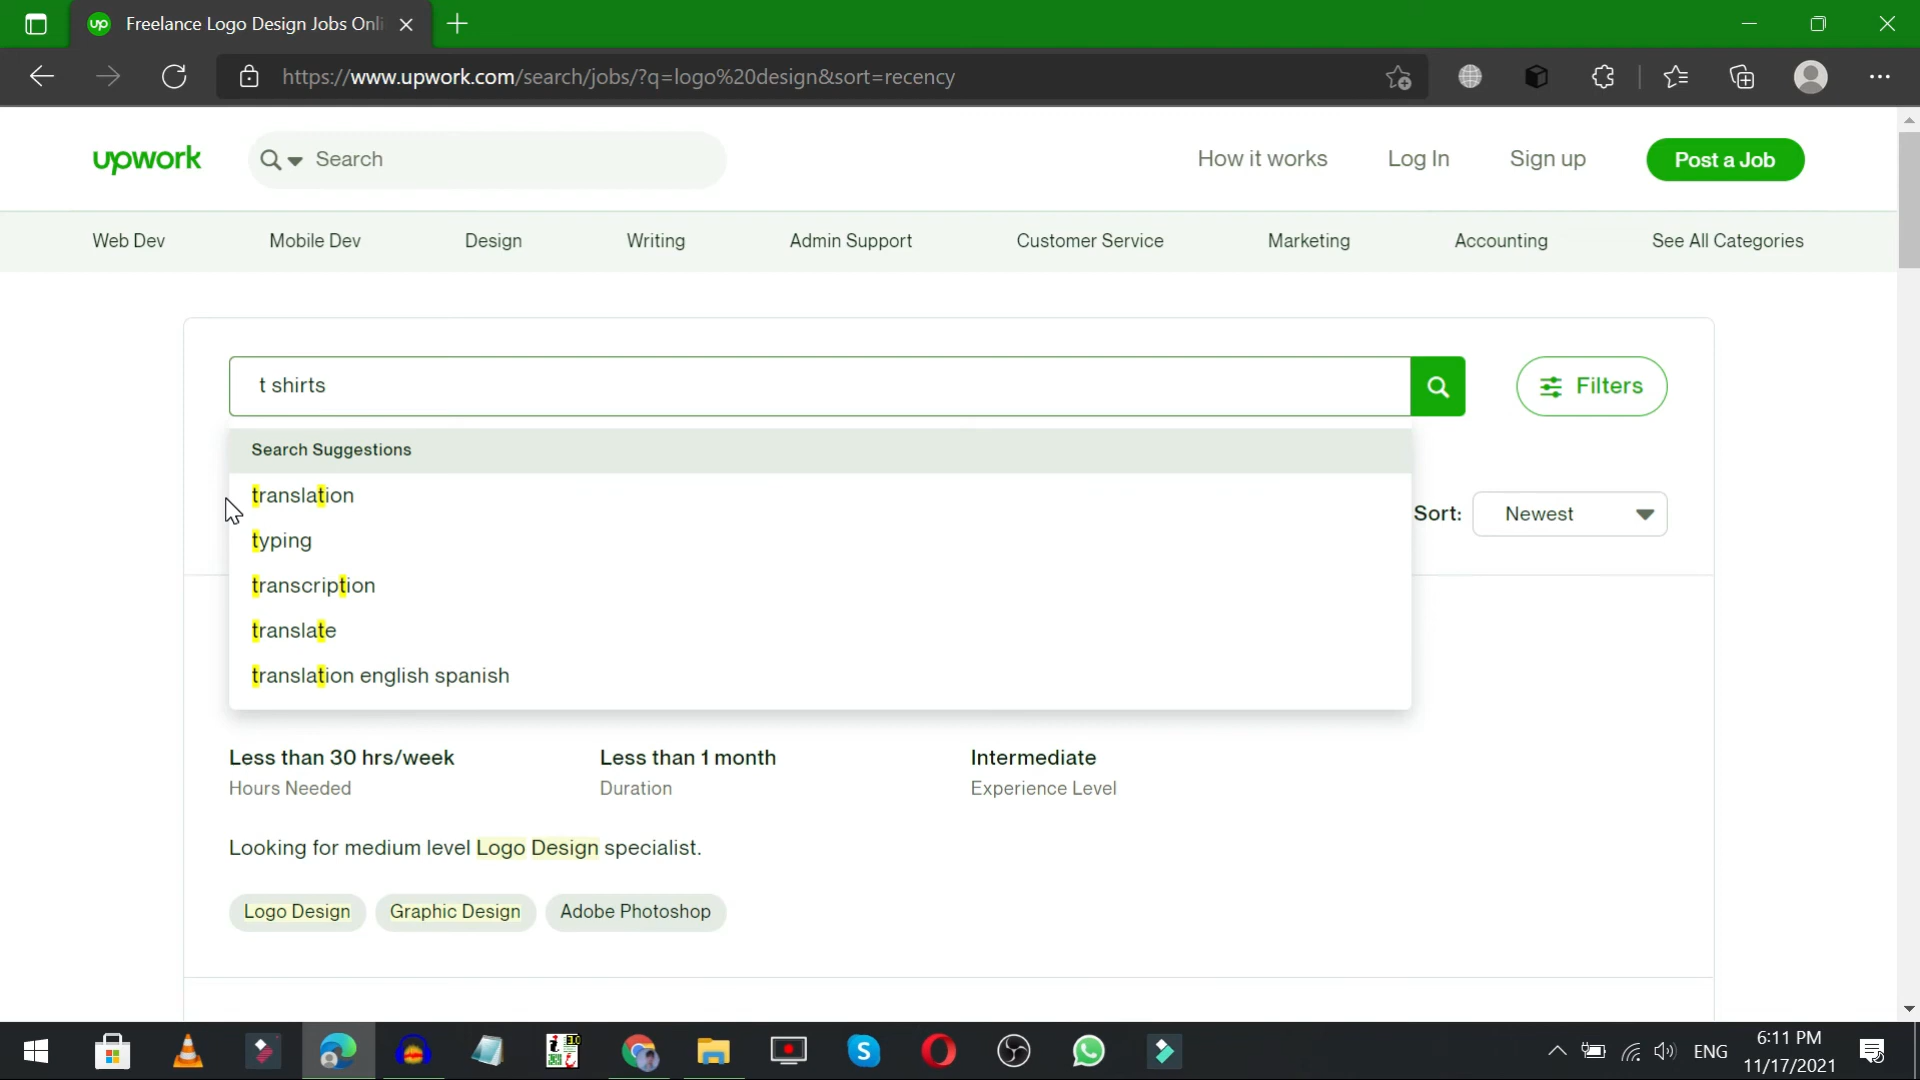 Freelance Logo Design Jobs Onli
https://www.upwork.com/search/jobs/?q=logo%20design&sort=recency
upwork
Search
How it works
Log In
Sign up
Post a Job
Web Dev
Mobile Dev
Design
Writing
Admin Support
Customer Service
Marketing
Accounting
See All Categories
t shirts
Filters
Search Suggestions
translation
typing
transcription
translate
translation english spanish
Sort:
Newest
Less than 30 hrs/week
Hours Needed
Less than 1 month
Duration
Intermediate
Experience Level
Looking for medium level Logo Design specialist.
Logo Design
Graphic Design
Adobe Photoshop
ENG
6:11 PM
11/17/2021